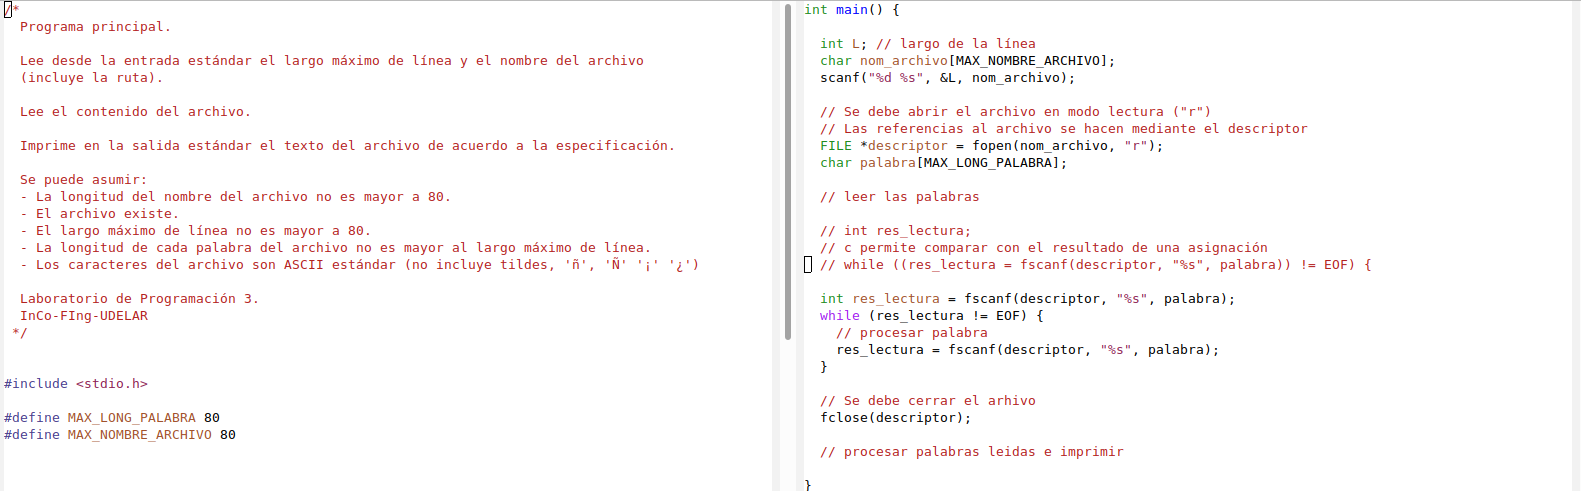 /*
  Programa principal.

  Lee desde la entrada estándar el largo máximo de línea y el nombre del archivo
  (incluye la ruta).

  Lee el contenido del archivo.

  Imprime en la salida estándar el texto del archivo de acuerdo a la especificación.

  Se puede asumir:
  - La longitud del nombre del archivo no es mayor a 80.
  - El archivo existe.
  - El largo máximo de línea no es mayor a 80.
  - La longitud de cada palabra del archivo no es mayor al largo máximo de línea.
  - Los caracteres del archivo son ASCII estándar (no incluye tildes, 'ñ', 'Ñ' '¡' '¿')

  Laboratorio de Programación 3.
  InCo-FIng-UDELAR
 */

#include <stdio.h>

#define MAX_LONG_PALABRA 80
#define MAX_NOMBRE_ARCHIVO 80

int main() {

  int L; // largo de la línea
  char nom_archivo[MAX_NOMBRE_ARCHIVO];
  scanf("%d %s", &L, nom_archivo);

  // Se debe abrir el archivo en modo lectura ("r")
  // Las referencias al archivo se hacen mediante el descriptor
  FILE *descriptor = fopen(nom_archivo, "r");
  char palabra[MAX_LONG_PALABRA];

  // leer las palabras

  // int res_lectura;
  // c permite comparar con el resultado de una asignación
  // while ((res_lectura = fscanf(descriptor, "%s", palabra)) != EOF) {

  int res_lectura = fscanf(descriptor, "%s", palabra);
  while (res_lectura != EOF) {
    // procesar palabra
    res_lectura = fscanf(descriptor, "%s", palabra);
  }

  // Se debe cerrar el arhivo
  fclose(descriptor);

  // procesar palabras leidas e imprimir

}